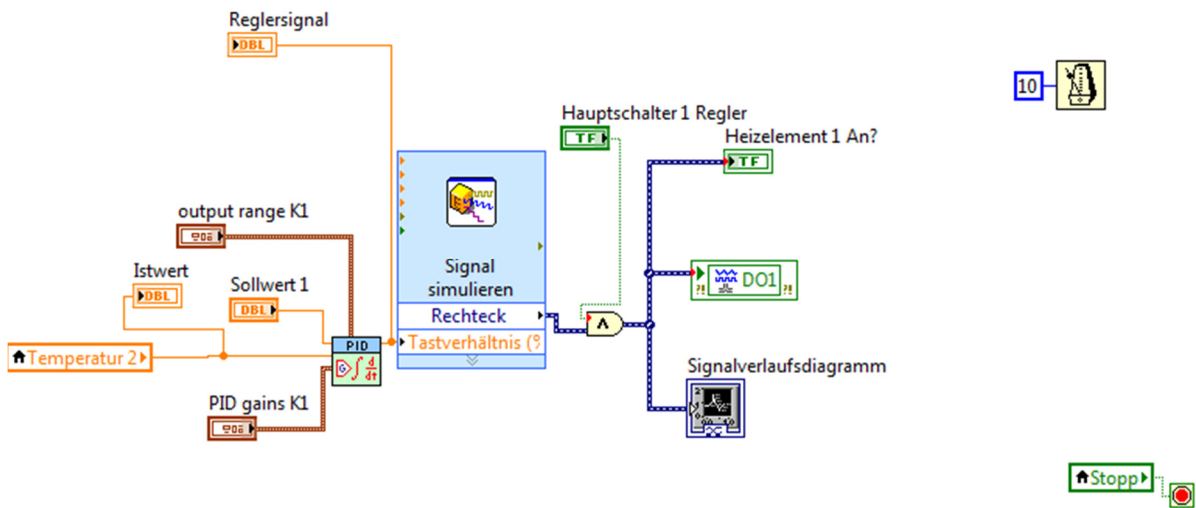 Reglersignal
DBL
10
Hauptschalter 1 Regler
TF
Heizelement 1 An?
TF
output range K1
Istwert
DBL
Sollwert 1
DBL
Signal
simulieren
Rechteck
Tastverhältnis (%
PID
Temperatur 2
PID gains K1
DO1
Signalverlaufsdiagramm
Stopp